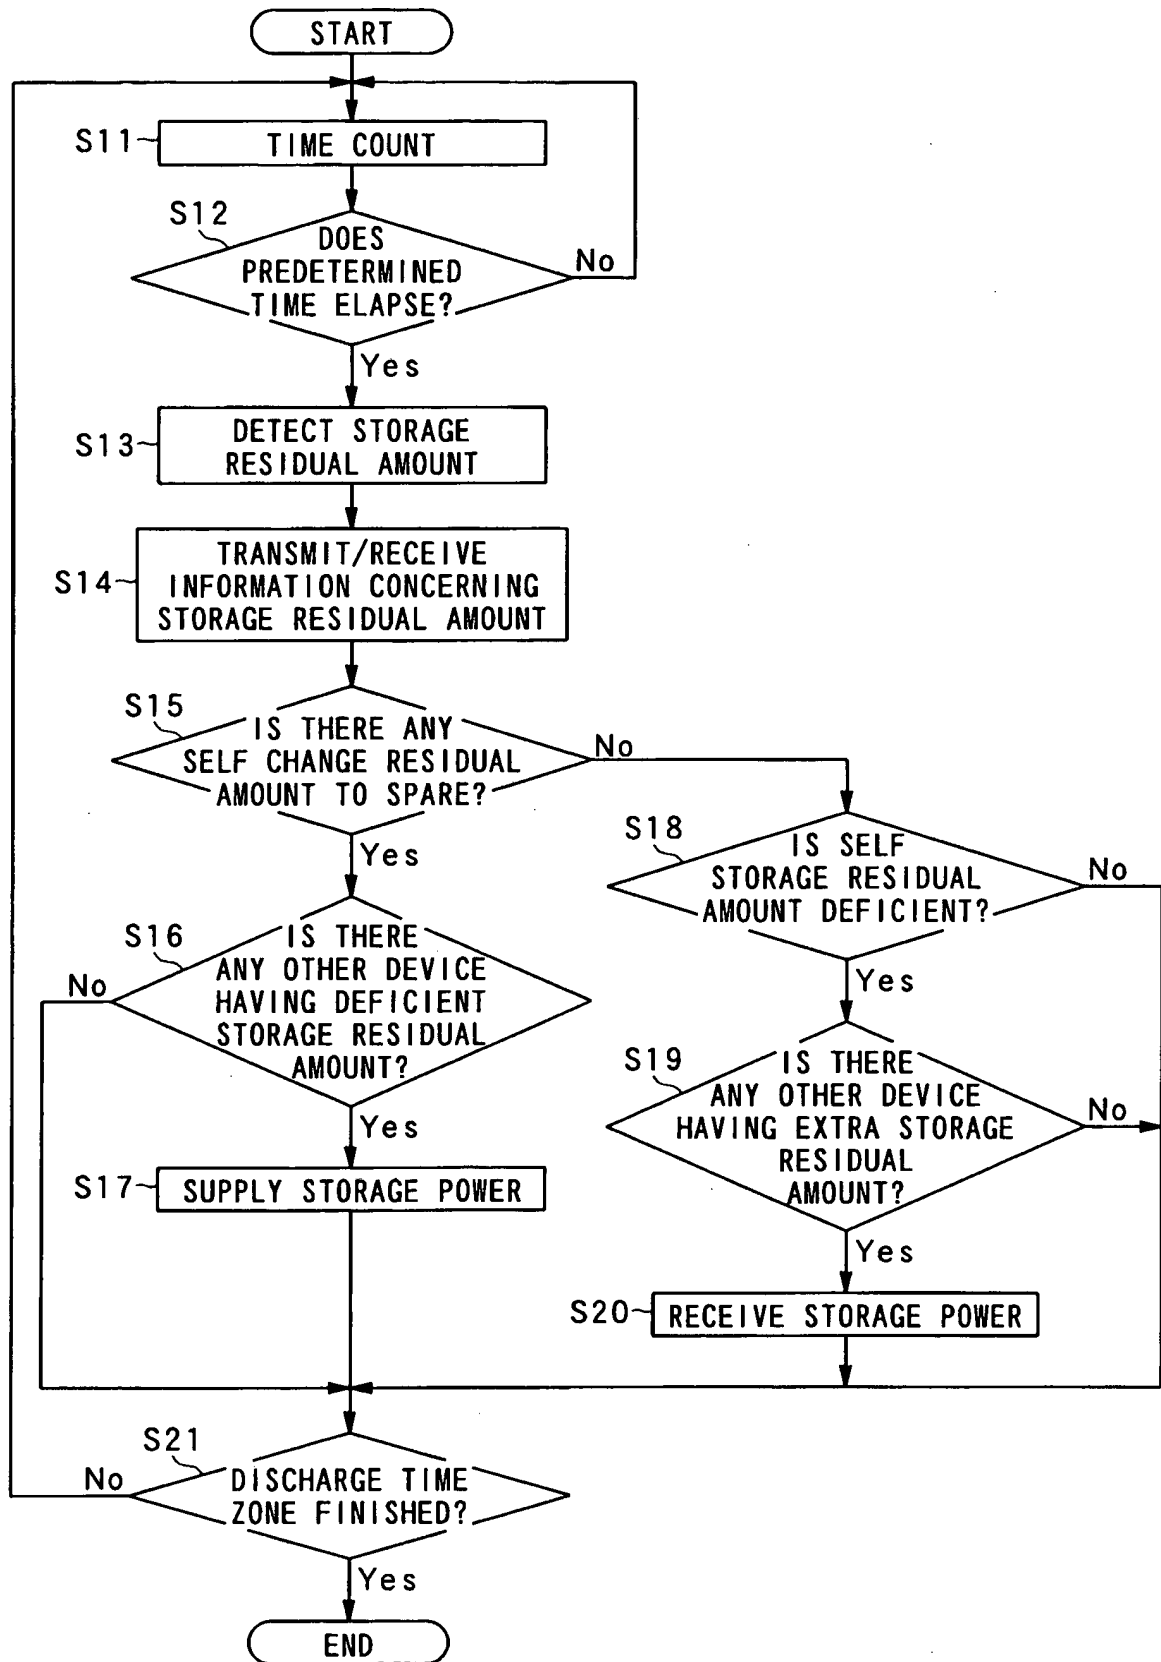 START
S11
TIME COUNT
S12
DOES
PREDETERMINED
TIME ELAPSE?
No
Yes
S13
DETECT STORAGE
RESIDUAL AMOUNT
S14
TRANSMIT/RECEIVE
INFORMATION CONCERNING
STORAGE RESIDUAL AMOUNT
S15
IS THERE ANY
SELF CHANGE RESIDUAL
AMOUNT TO SPARE?
No
Yes
S16
IS THERE
ANY OTHER DEVICE
HAVING DEFICIENT
STORAGE RESIDUAL
AMOUNT?
No
Yes
S17
SUPPLY STORAGE POWER
S18
IS SELF
STORAGE RESIDUAL
AMOUNT DEFICIENT?
No
Yes
S19
IS THERE
ANY OTHER DEVICE
HAVING EXTRA STORAGE
RESIDUAL
AMOUNT?
No
Yes
S20
RECEIVE STORAGE POWER
S21
DISCHARGE TIME
ZONE FINISHED?
No
Yes
END